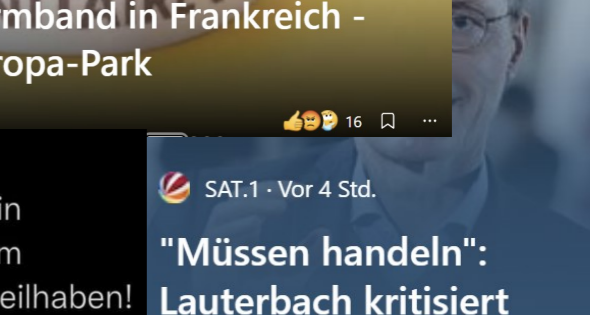 rmband in Frankreich -
ropa-Park
16
...
SAT.1 · Vor 4 Std.
in
m
eilhaben!
"Müssen handeln":
Lauterbach kritisiert